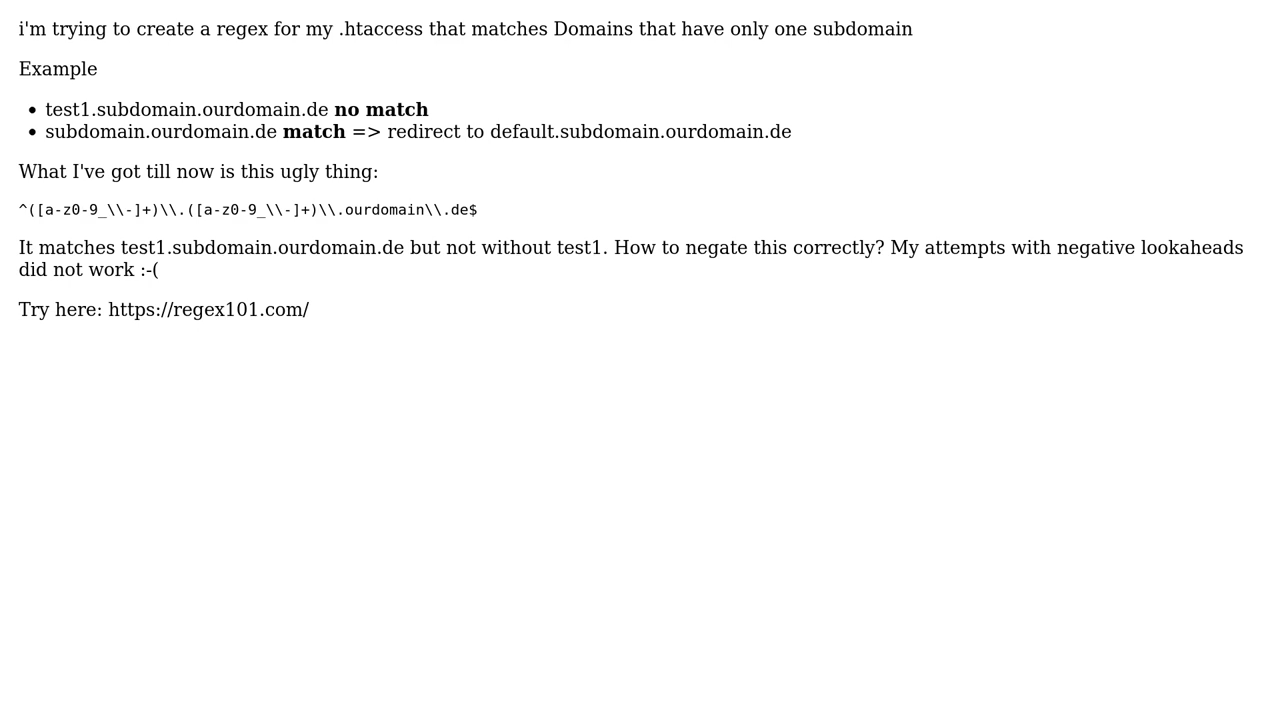 i'm trying to create a regex for my .htaccess that matches Domains that have only one subdomain
Example
• test1.subdomain.ourdomain.de no match
• subdomain.ourdomain.de match => redirect to default.subdomain.ourdomain.de
What I've got till now is this ugly thing:
^([a-z0-9_\\-]+)\\.([a-z0-9_\\-]+)\\.ourdomain\\.de$
It matches test1.subdomain.ourdomain.de but not without test1. How to negate this correctly? My attempts with negative lookaheads
did not work :-(
Try here: https://regex101.com/